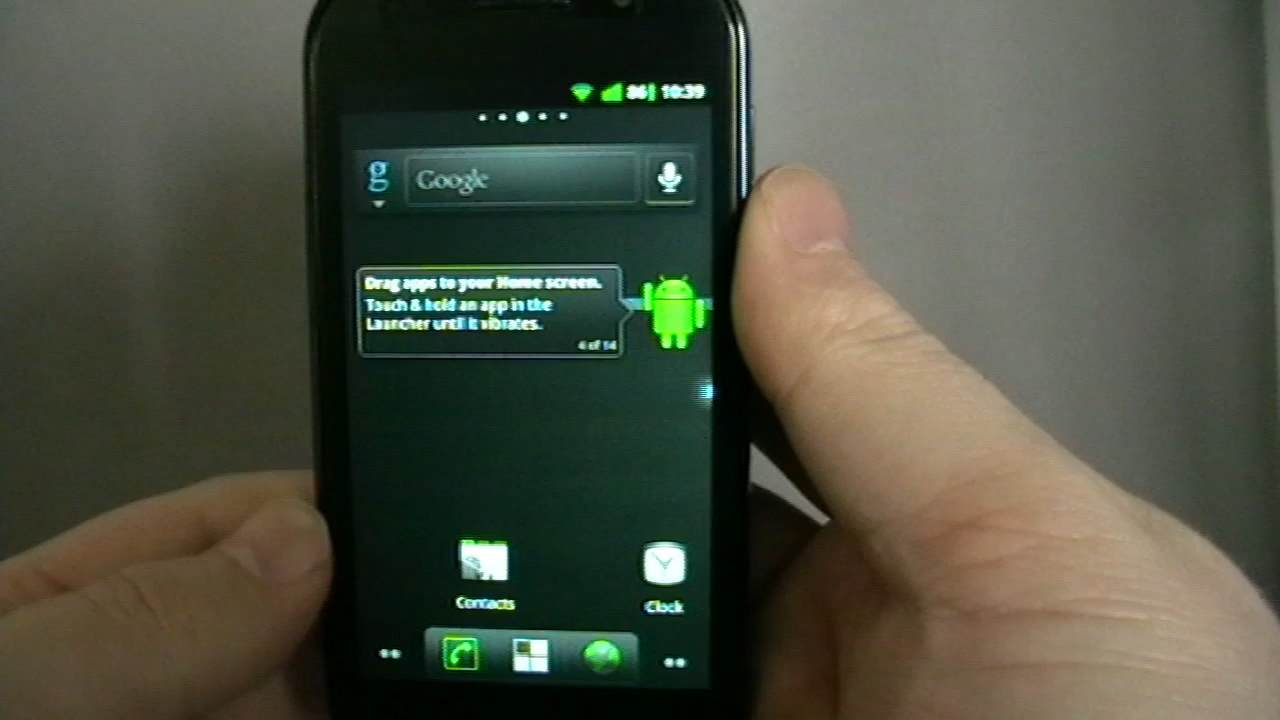 86 10:39
g Google
Drag apps to your Home screen.
Touch & hold an app in the
Launcher until it vibrates.
4 of 14
Contacts
Clock